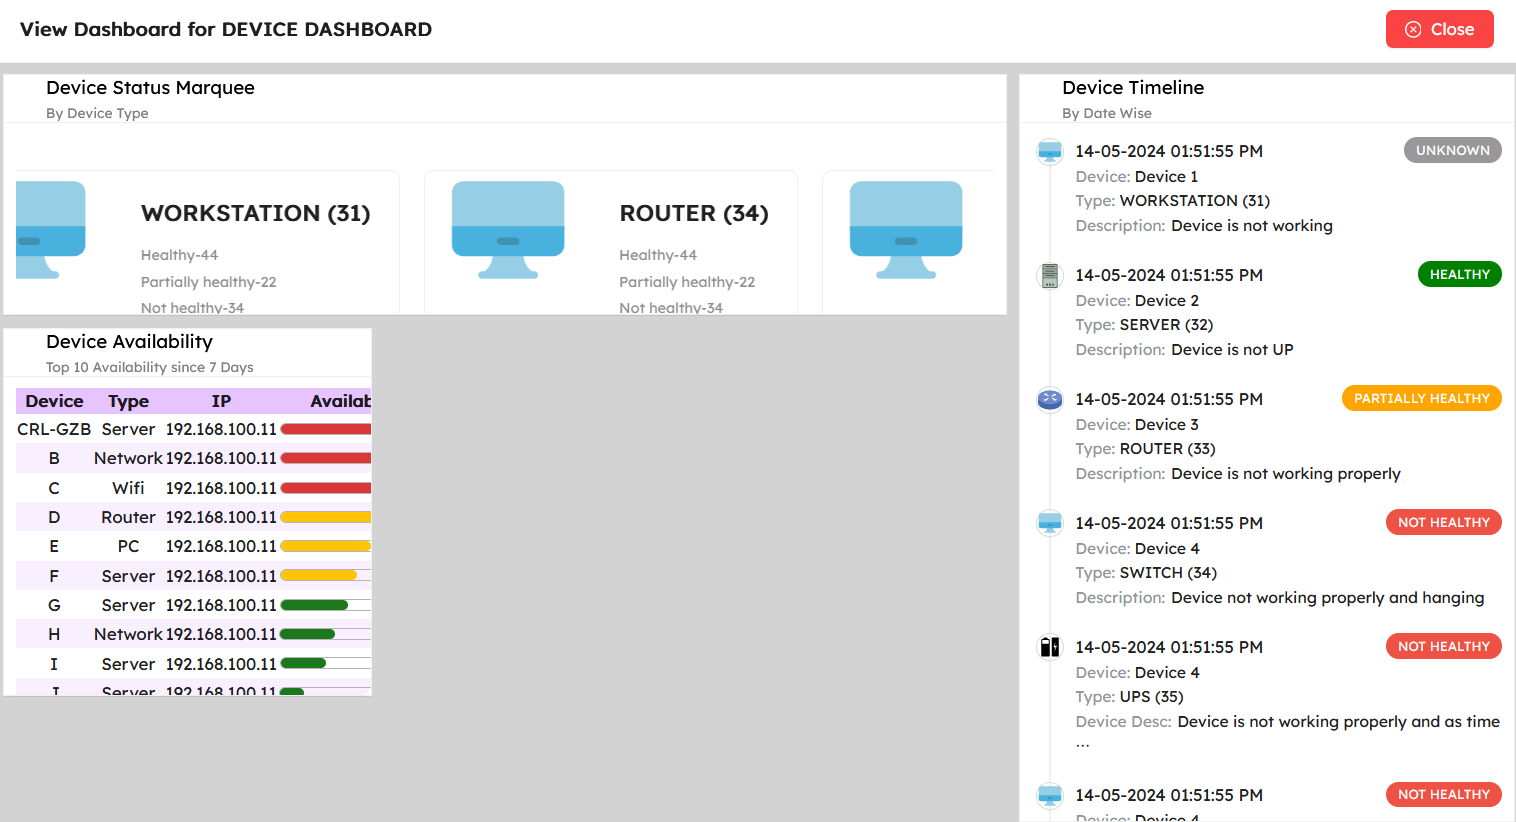 View Dashboard for DEVICE DASHBOARD
Close
Device Status Marquee
By Device Type
WORKSTATION (31)
Healthy-44
Partially healthy-22
Not healthy-34
ROUTER (34)
Healthy-44
Partially healthy-22
Not healthy-34
Device Availability
Top 10 Availability since 7 Days
Device Type IP Availab
CRL-GZB Server 192.168.100.11
B Network 192.168.100.11
C Wifi 192.168.100.11
D Router 192.168.100.11
E PC 192.168.100.11
F Server 192.168.100.11
G Server 192.168.100.11
H Network 192.168.100.11
I Server 192.168.100.11
Server 192.168.100.11
Device Timeline
By Date Wise
14-05-2024 01:51:55 PM UNKNOWN
Device: Device 1
Type: WORKSTATION (31)
Description: Device is not working
14-05-2024 01:51:55 PM HEALTHY
Device: Device 2
Type: SERVER (32)
Description: Device is not UP
14-05-2024 01:51:55 PM PARTIALLY HEALTHY
Device: Device 3
Type: ROUTER (33)
Description: Device is not working properly
14-05-2024 01:51:55 PM NOT HEALTHY
Device: Device 4
Type: SWITCH (34)
Description: Device not working properly and hanging
14-05-2024 01:51:55 PM NOT HEALTHY
Device: Device 4
Type: UPS (35)
Device Desc: Device is not working properly and as time
...
14-05-2024 01:51:55 PM NOT HEALTHY
Device: Device 4